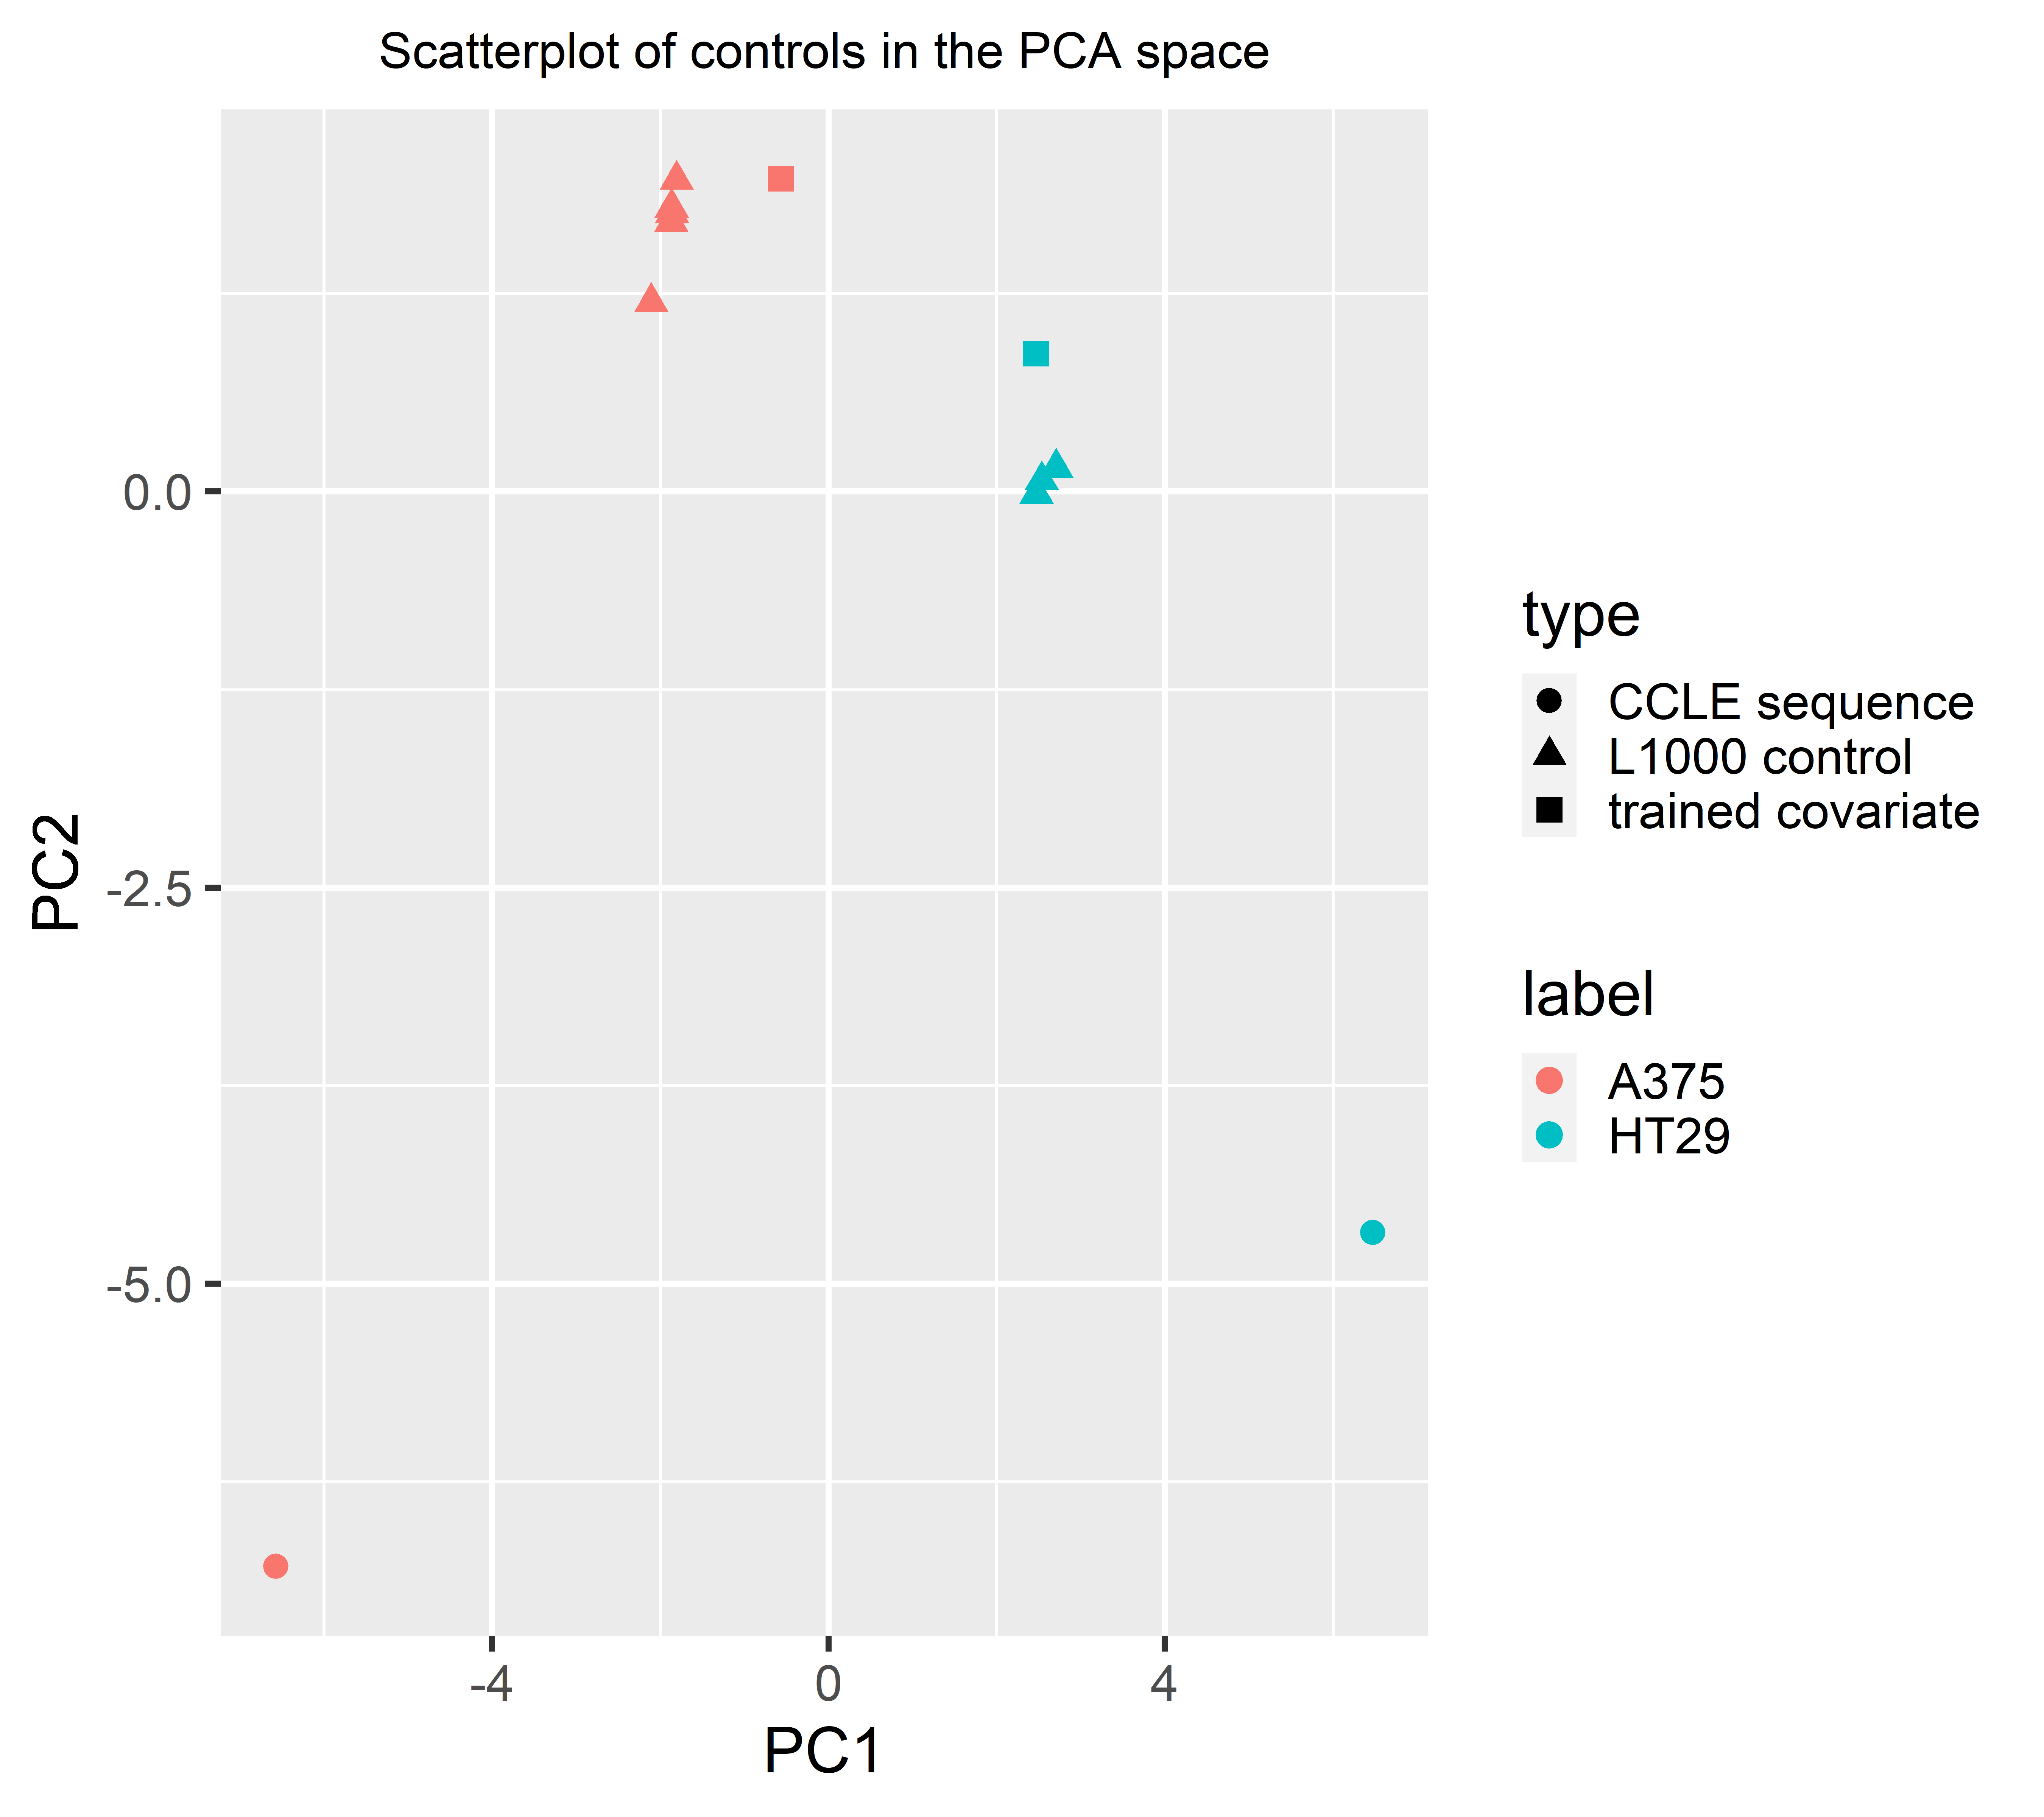 Scatterplot of controls in the PCA space
0.0
-2.5
-5.0
PC2
-4 0 4
PC1
type
CCLE sequence
L1000 control
trained covariate
label
A375
HT29